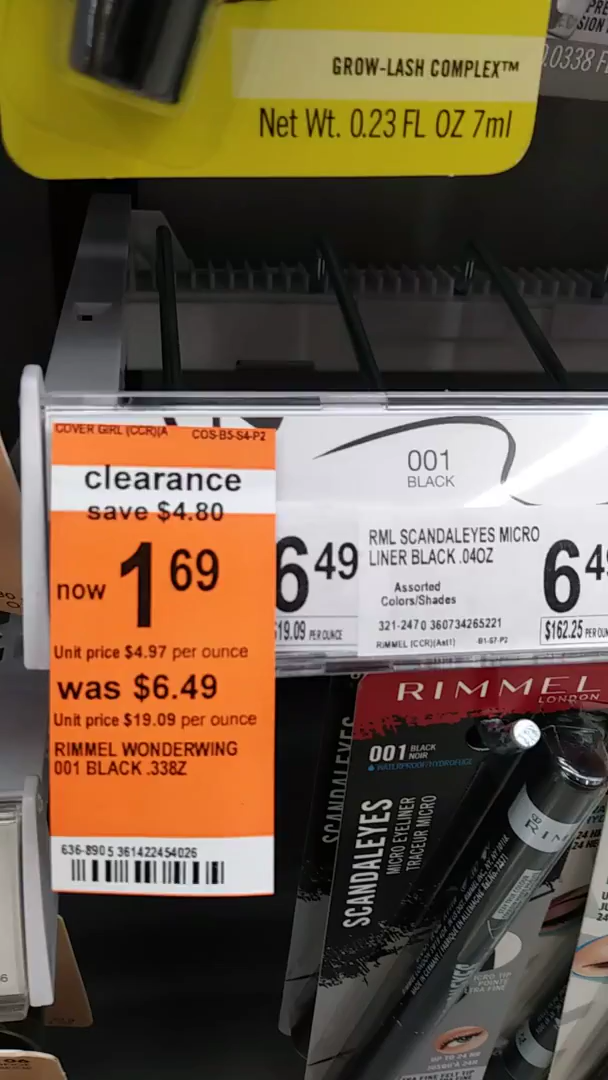 GROW-LASH COMPLEX™
Net Wt. 0.23 FL OZ 7ml
COVER GIRL (CCR)(A COS-B5-S4-P2
clearance
save $4.80
now 1 69
Unit price $4.97 per ounce
was $6.49
Unit price $19.09 per ounce
RIMMEL WONDERWING
001 BLACK .338Z
636-890 5 361422454026
001
BLACK
6 49
19.09 PER OUNCE
RML SCANDALEYES MICRO
LINER BLACK .04OZ
Assorted
Colors/Shades
321-247 0 360734265221
RIMMEL (CCR)(Ast1) B1-S7-P2
$162.25
RIMMEL
LONDON
001 BLACK
NOIR
WATERPROOF/HYDROFUGE
SCANDALEYES
MICRO EYELINER
TRACEUR MICRO
SCANDALEYES